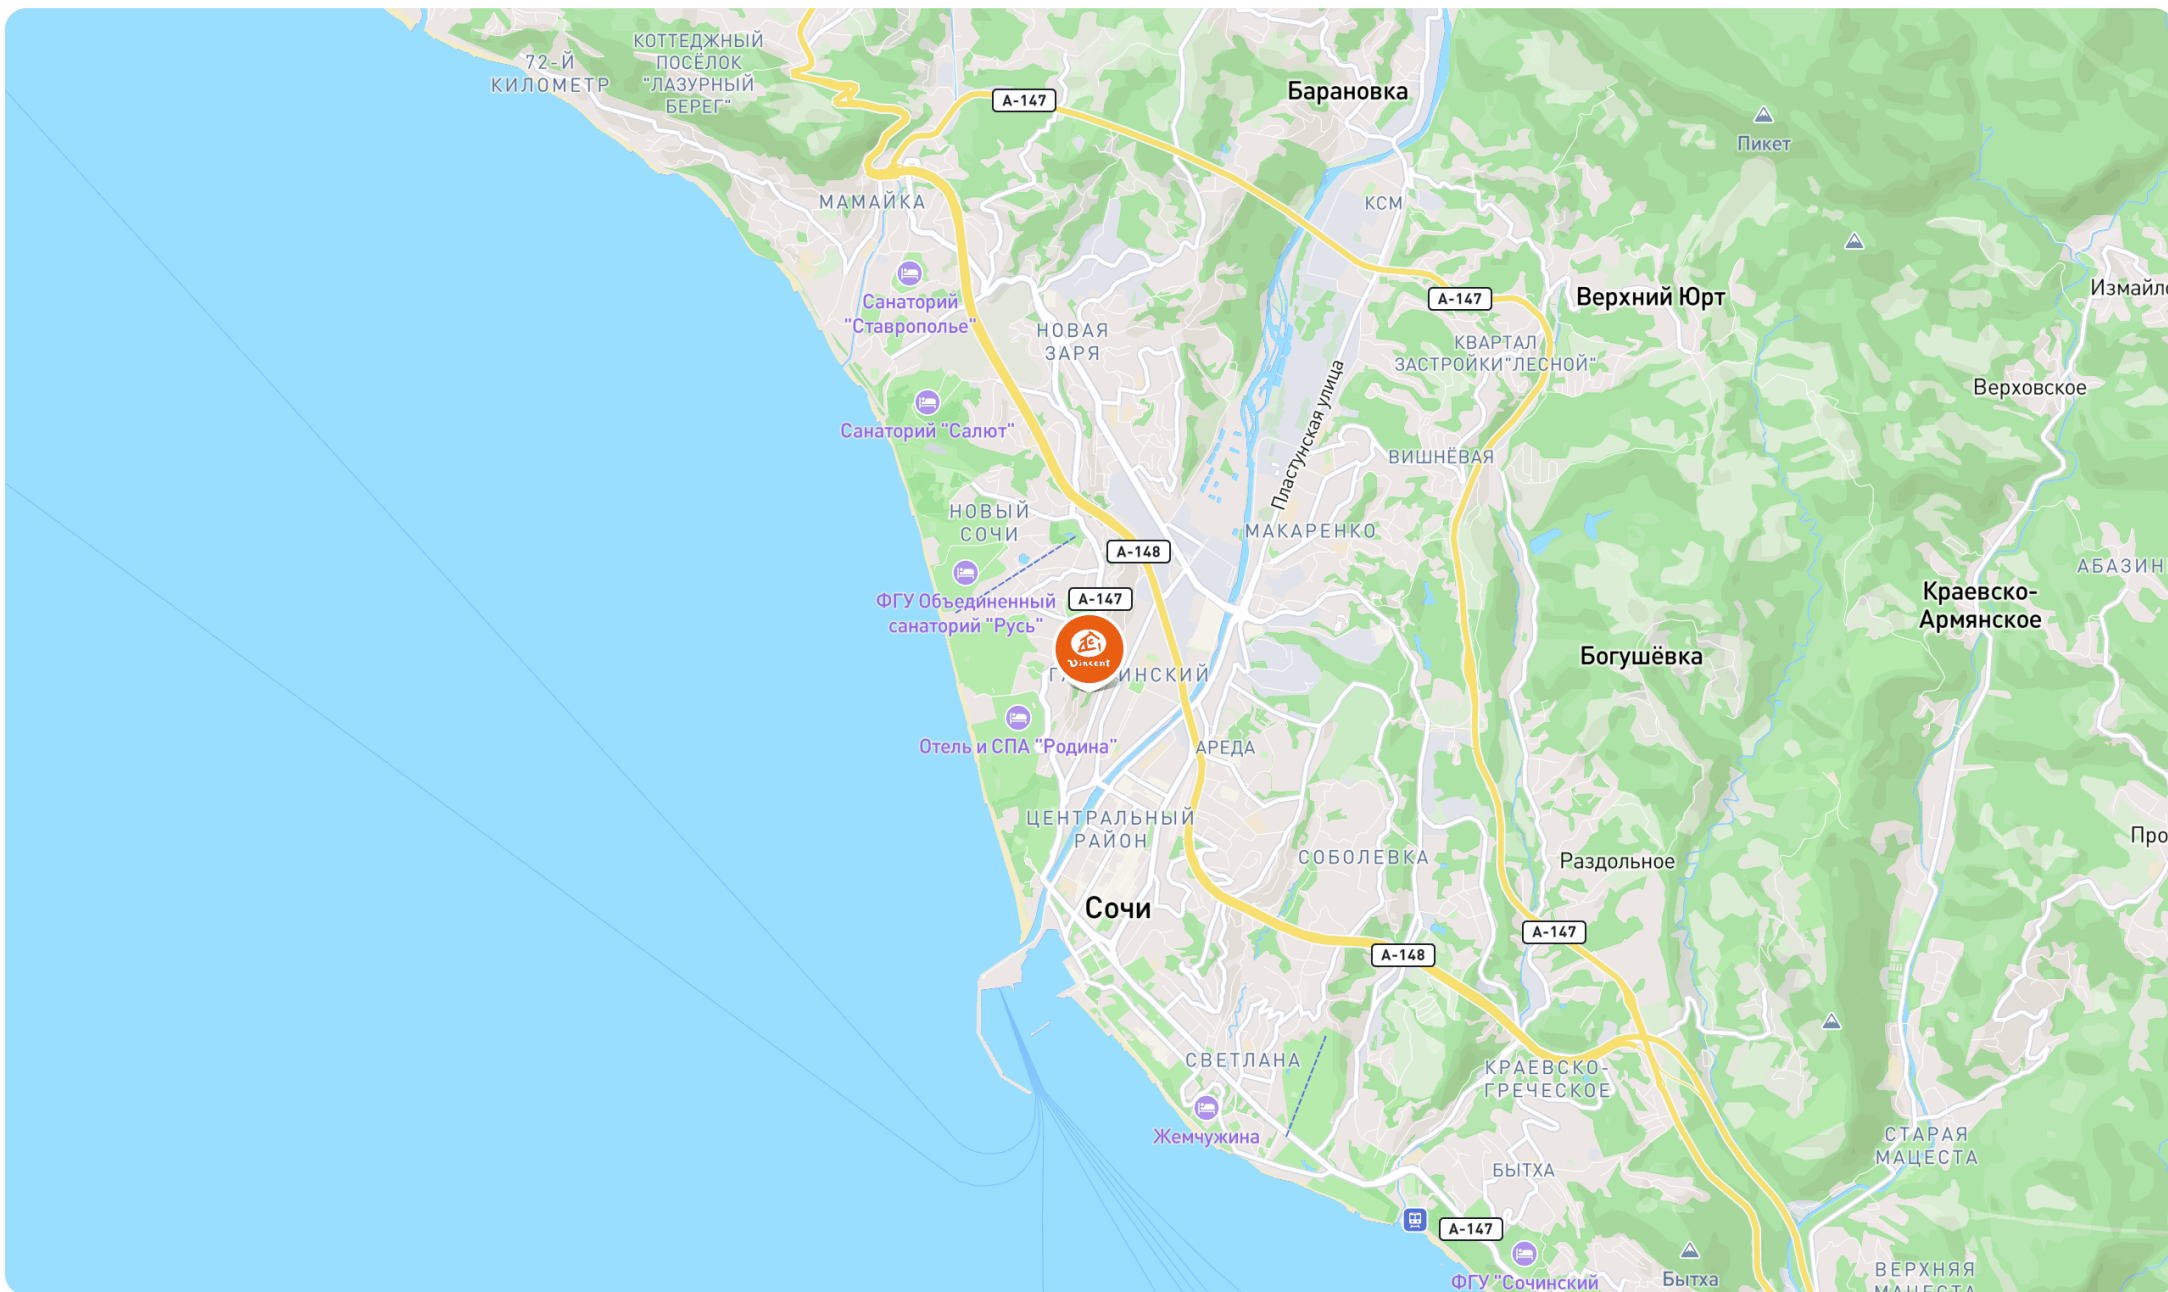 КОТТЕДЖНЫЙ
ПОСЁЛОК
"ЛАЗУРНЫЙ
БЕРЕГ"
72-Й
КИЛОМЕТР
А-147
Барановка
Пикет
МАМАЙКА
КСМ
Санаторий
"Ставрополье"
НОВАЯ
ЗАРЯ
А-147
Верхний Юрт
Измайло
КВАРТАЛ
ЗАСТРОЙКИ"ЛЕСНОЙ"
Верховское
Пластунская улица
Санаторий "Салют"
ВИШНЁВАЯ
НОВЫЙ
СОЧИ
МАКАРЕНКО
А-148
АБАЗИН
ФГУ Объединенный
санаторий "Русь"
А-147
Краевско-
Армянское
Vincent
ИНСКИЙ
Богушёвка
Отель и СПА "Родина"
АРЕДА
ЦЕНТРАЛЬНЫЙ
РАЙОН
СОБОЛЕВКА
Раздольное
Про
Сочи
А-148
А-147
СВЕТЛАНА
КРАЕВСКО-
ГРЕЧЕСКОЕ
Жемчужина
СТАРАЯ
МАЦЕСТА
БЫТХА
А-147
ФГУ "Сочинский
Бытха
ВЕРХНЯЯ
МАЦЕСТА